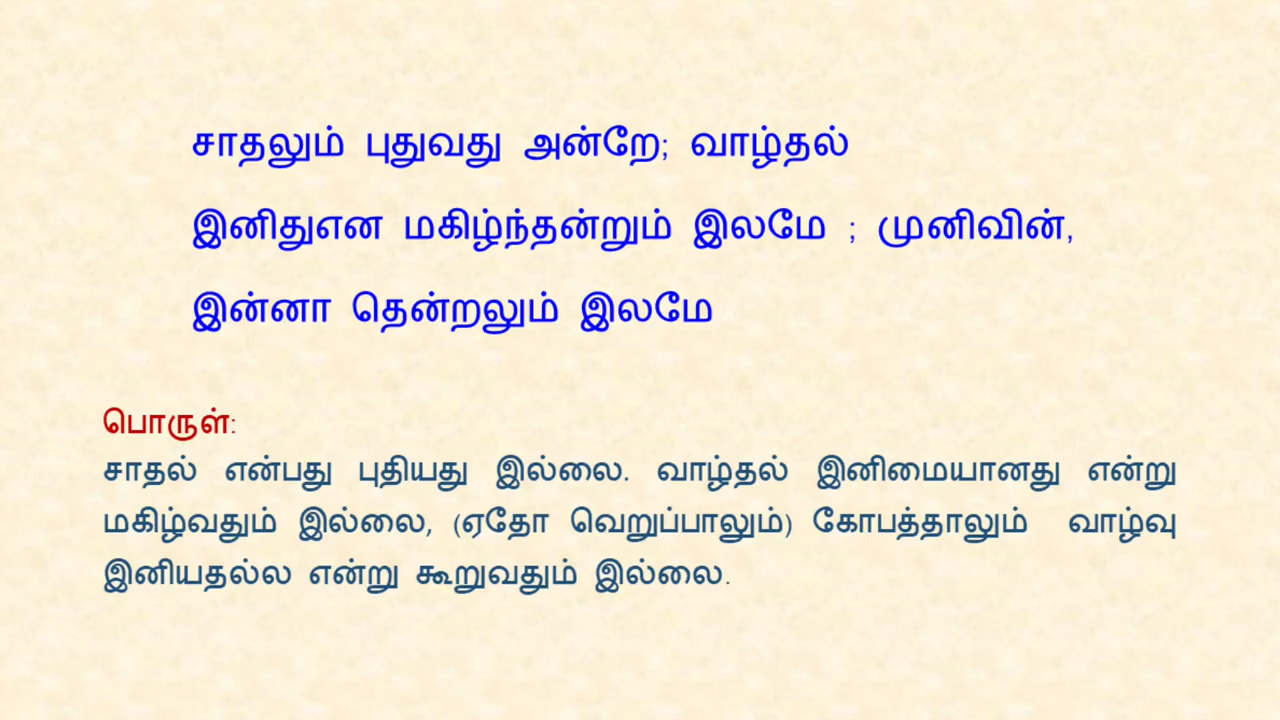 சாதலும் புதுவது அன்றே; வாழ்தல்
இனிதுஎன மகிழ்ந்தன்றும் இலமே ; முனிவின்,
இன்னா தென்றலும் இலமே
பொருள்:
சாதல் என்பது புதியது இல்லை. வாழ்தல் இனிமையானது என்று
மகிழ்வதும் இல்லை, (ஏதோ வெறுப்பாலும்) கோபத்தாலும் வாழ்வு
இனியதல்ல என்று கூறுவதும் இல்லை.